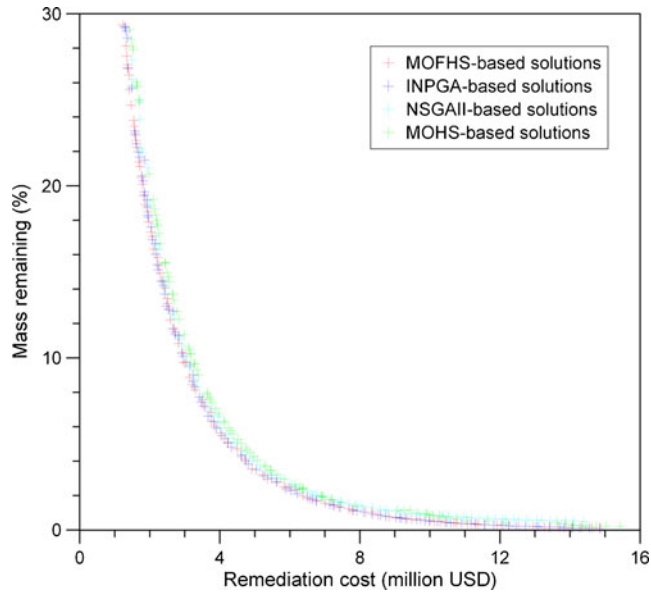 30
20
10
0
Mass remaining (%)
MOFHS-based solutions
INPGA-based solutions
NSGAII-based solutions
MOHS-based solutions
0 4 8 12 16
Remediation cost (million USD)